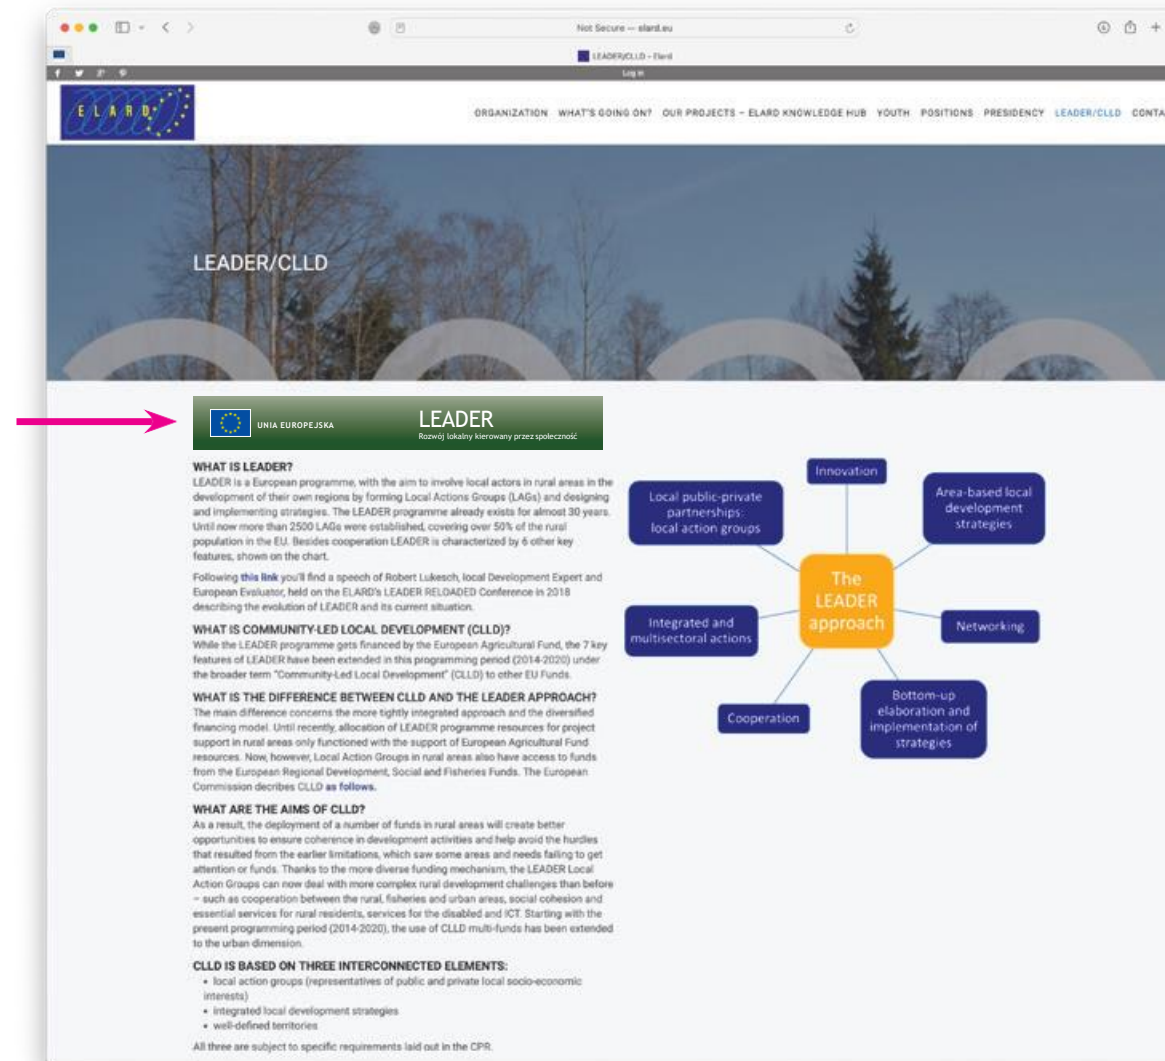 Not Secure — elard.eu
LEADER/CLLD – Elard
Log in
ELARD
ORGANIZATION WHAT'S GOING ON? OUR PROJECTS – ELARD KNOWLEDGE HUB YOUTH POSITIONS PRESIDENCY LEADER/CLLD CONTA
LEADER/CLLD
UNIA EUROPEJSKA
LEADER
Rozwój lokalny kierowany przez społeczność
WHAT IS LEADER?
LEADER is a European programme, with the aim to involve local actors in rural areas in the
development of their own regions by forming Local Actions Groups (LAGs) and designing
and implementing strategies. The LEADER programme already exists for almost 30 years.
Until now more than 2500 LAGs were established, covering over 50% of the rural
population in the EU. Besides cooperation LEADER is characterized by 6 other key
features, shown on the chart.
Following this link you'll find a speech of Robert Lukesch, local Development Expert and
European Evaluator, held on the ELARD's LEADER RELOADED Conference in 2018
describing the evolution of LEADER and its current situation.
WHAT IS COMMUNITY-LED LOCAL DEVELOPMENT (CLLD)?
While the LEADER programme gets financed by the European Agricultural Fund, the 7 key
features of LEADER have been extended in this programming period (2014-2020) under
the broader term "Community-Led Local Development" (CLLD) to other EU Funds.
WHAT IS THE DIFFERENCE BETWEEN CLLD AND THE LEADER APPROACH?
The main difference concerns the more tightly integrated approach and the diversified
financing model. Until recently, allocation of LEADER programme resources for project
support in rural areas only functioned with the support of European Agricultural Fund
resources. Now, however, Local Action Groups in rural areas also have access to funds
from the European Regional Development, Social and Fisheries Funds. The European
Commission decribes CLLD as follows.
WHAT ARE THE AIMS OF CLLD?
As a result, the deployment of a number of funds in rural areas will create better
opportunities to ensure coherence in development activities and help avoid the hurdles
that resulted from the earlier limitations, which saw some areas and needs failing to get
attention or funds. Thanks to the more diverse funding mechanism, the LEADER Local
Action Groups can now deal with more complex rural development challenges than before
– such as cooperation between the rural, fisheries and urban areas, social cohesion and
essential services for rural residents, services for the disabled and ICT. Starting with the
present programming period (2014-2020), the use of CLLD multi-funds has been extended
to the urban dimension.
CLLD IS BASED ON THREE INTERCONNECTED ELEMENTS:
• local action groups (representatives of public and private local socio-economic
interests)
• integrated local development strategies
• well-defined territories
All three are subject to specific requirements laid out in the CPR.
Innovation
Local public-private
partnerships:
local action groups
Area-based local
development
strategies
The
LEADER
approach
Integrated and
multisectoral actions
Networking
Cooperation
Bottom-up
elaboration and
implementation of
strategies